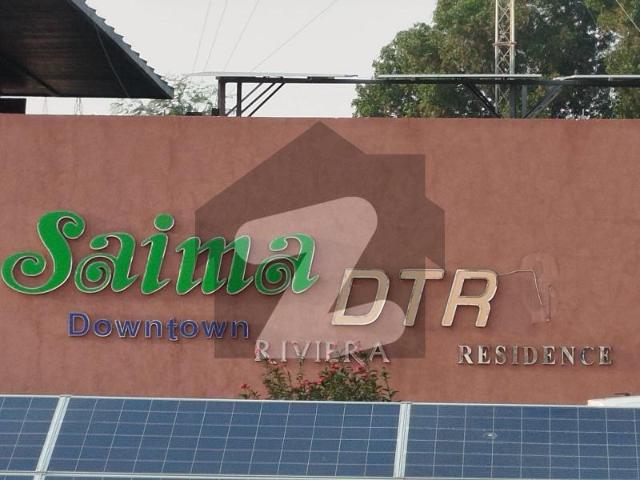 Saima
Downtown
DTR
RIVIERA
RESIDENCE